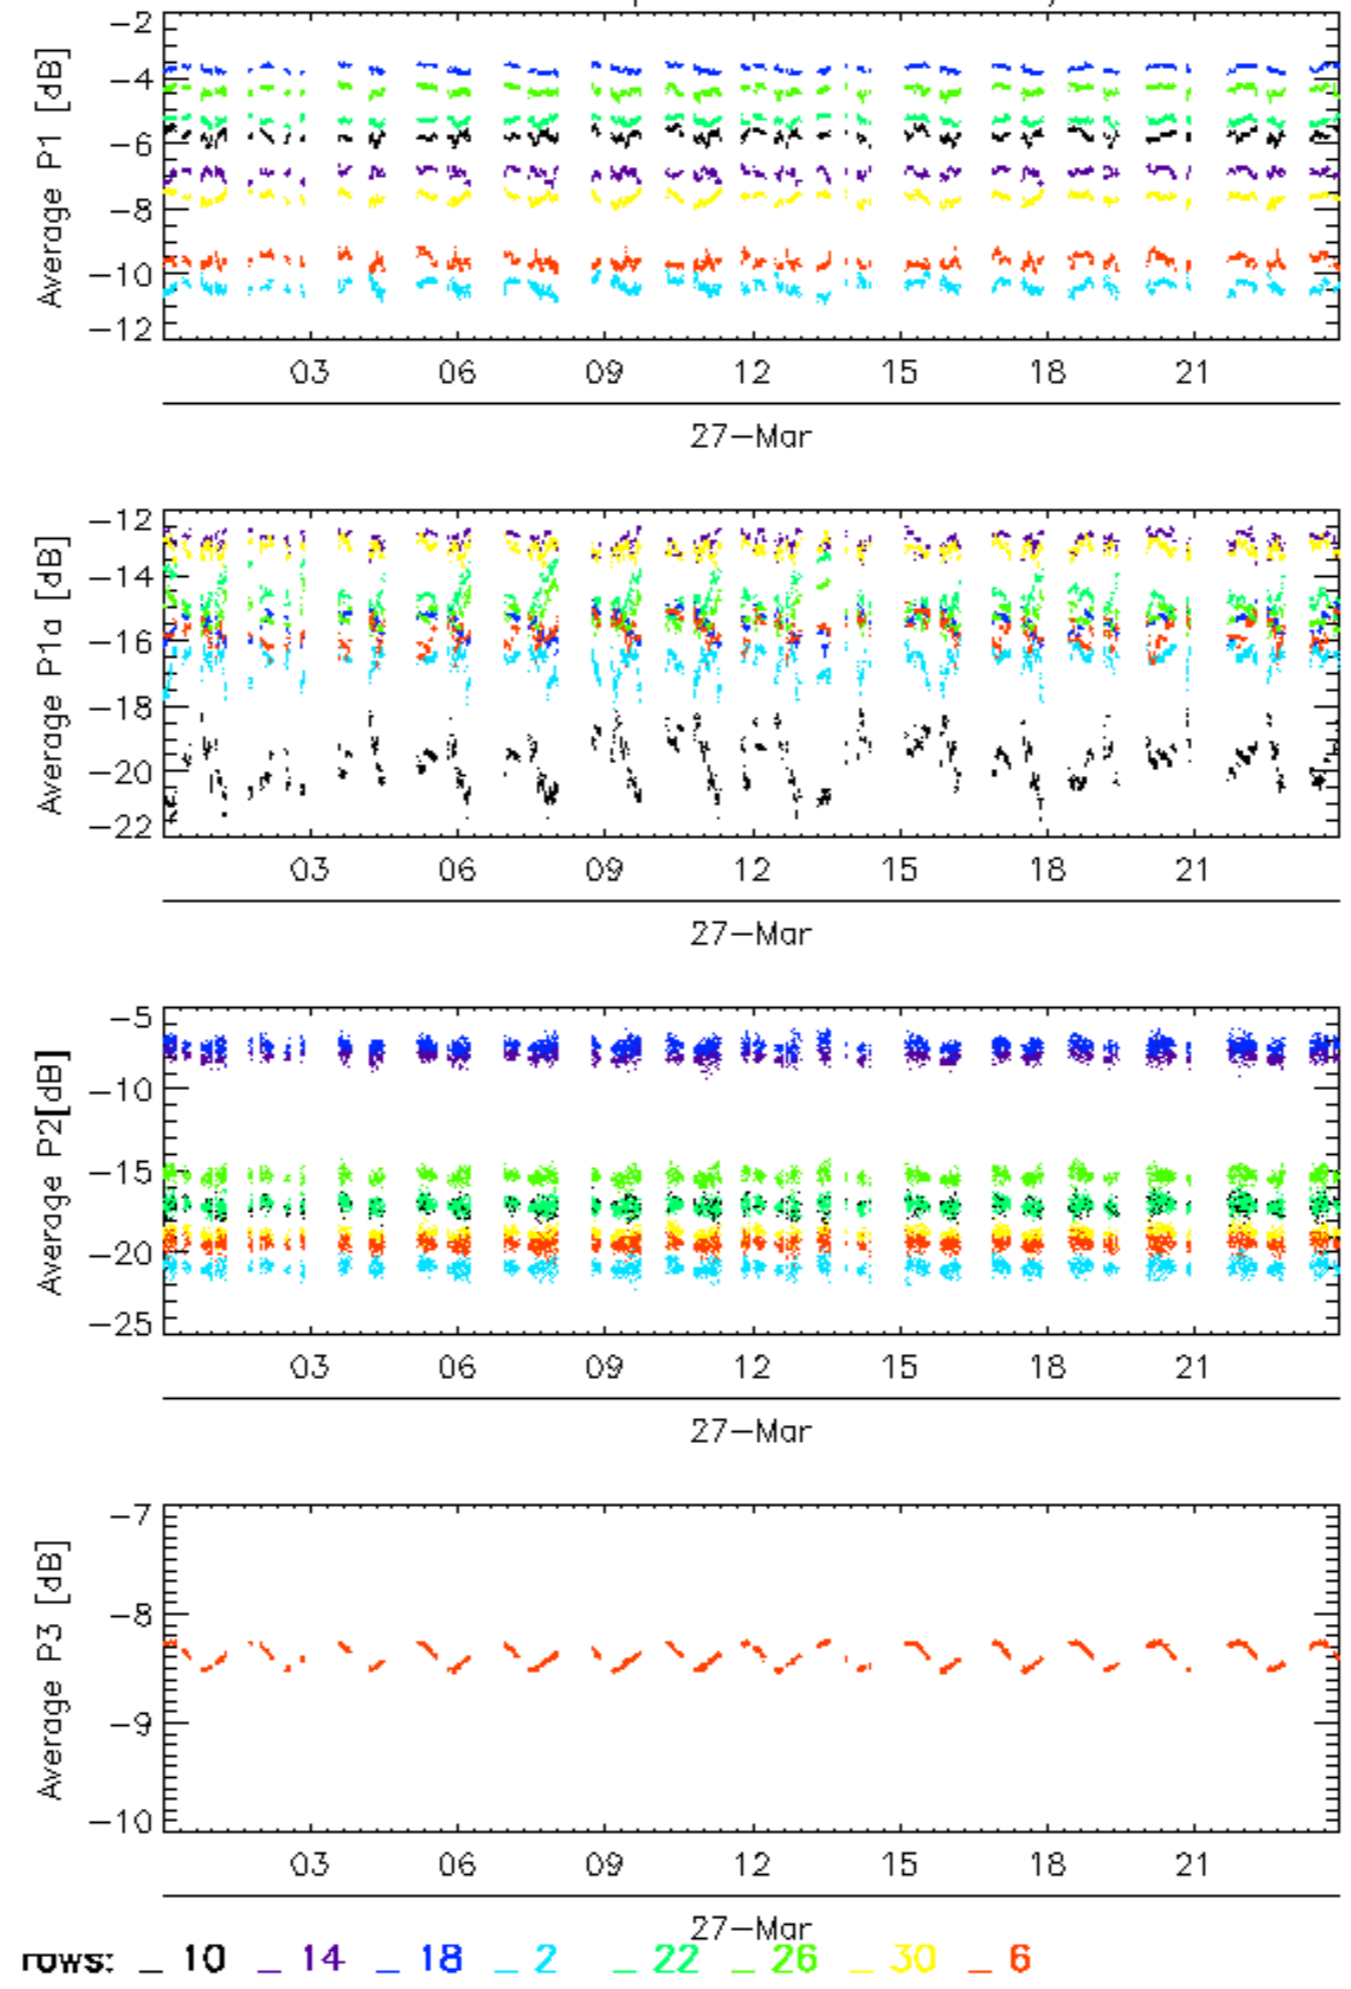 −2
−4
−6
−8
−10
−12
Average P1 [dB]
03 06 09 12 15 18 21
27−Mar
−12
−14
−16
−18
−20
−22
Average P1a [dB]
03 06 09 12 15 18 21
27−Mar
−5
−10
−15
−20
−25
Average P2[dB]
03 06 09 12 15 18 21
27−Mar
−7
−8
−9
−10
Average P3 [dB]
03 06 09 12 15 18 21
27−Mar
rows: _ 10 _ 14 _ 18 _ 2 _ 22 _ 26 _ 30 _ 6